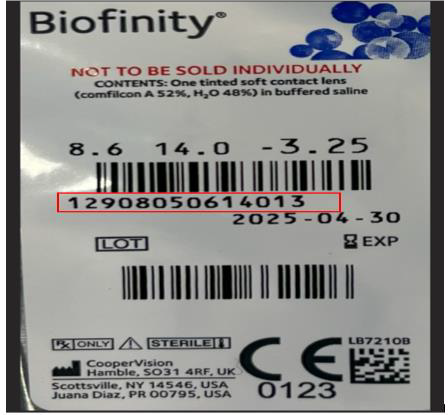 Biofinity®
NOT TO BE SOLD INDIVIDUALLY
CONTENTS: One tinted soft contact lens
(comfilcon A 52%, H₂O 48%) in buffered saline
8.6 14.0 -3.25
12908050614013
2025-04-30
LOT EXP
Rx ONLY STERILE
LB7210B
CooperVision
Hamble, SO31 4RF, UK
Scottsville, NY 14546, USA
Juana Diaz, PR 00795, USA
CE
0123